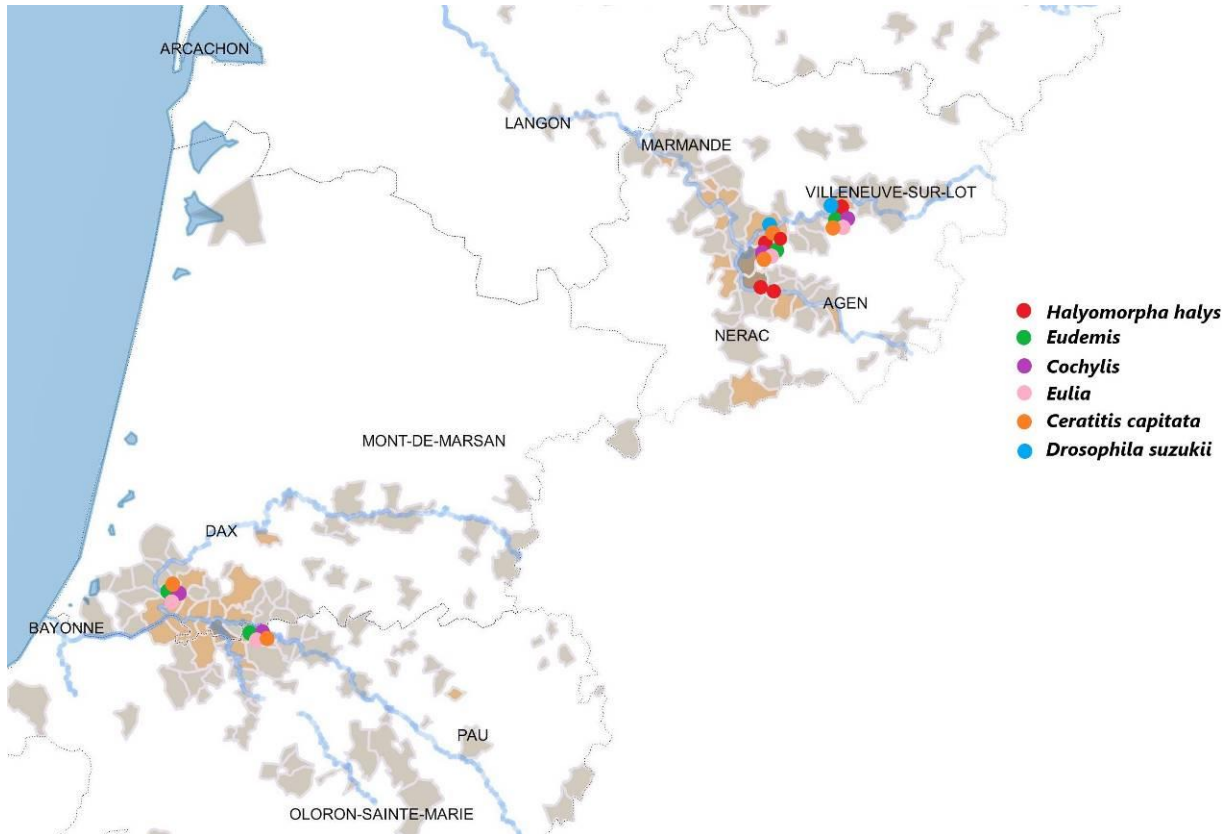 ARCACHON
LANGON
MARMANDE
VILLENEUVE-SUR-LOT
AGEN
NERAC
Halyomorpha halys
Eudemis
Cochylis
Eulia
Ceratitis capitata
Drosophila suzukii
MONT-DE-MARSAN
DAX
BAYONNE
PAU
OLORON-SAINTE-MARIE